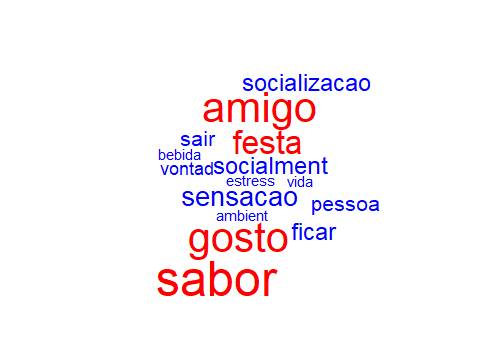 socializacao
amigo
sair festa
bebida
vontad socialment
estress vida
sensacao pessoa
ambient
gosto ficar
sabor